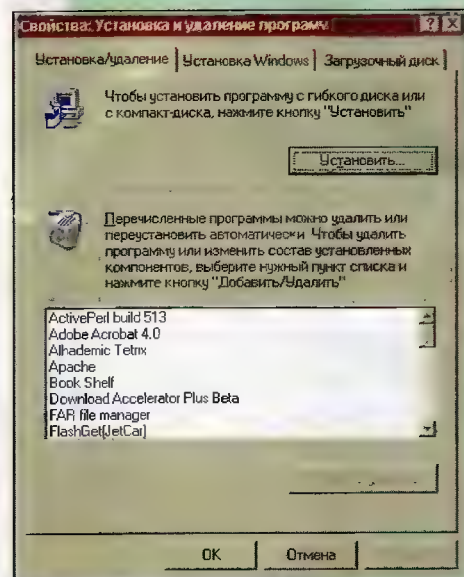 Свойства: Установка и удаление программ
Установка/удаление
Установка Windows
Загрузочный диск
Чтобы установить программу с гибкого диска или
с компакт-диска, нажмите кнопку "Установить"
Установить...
Перечисленные программы можно удалить или
переустановить автоматически Чтобы удалить
программу или изменить состав установленных
компонентов, выберите нужный пункт списка и
нажмите кнопку "Добавить/Удалить"
ActivePerl build 513
Adobe Acrobat 4.0
Alhademic Tetrix
Apache
Book Shelf
Download Accelerator Plus Beta
FAR file manager
FlashGet(JetCar)
OK
Отмена